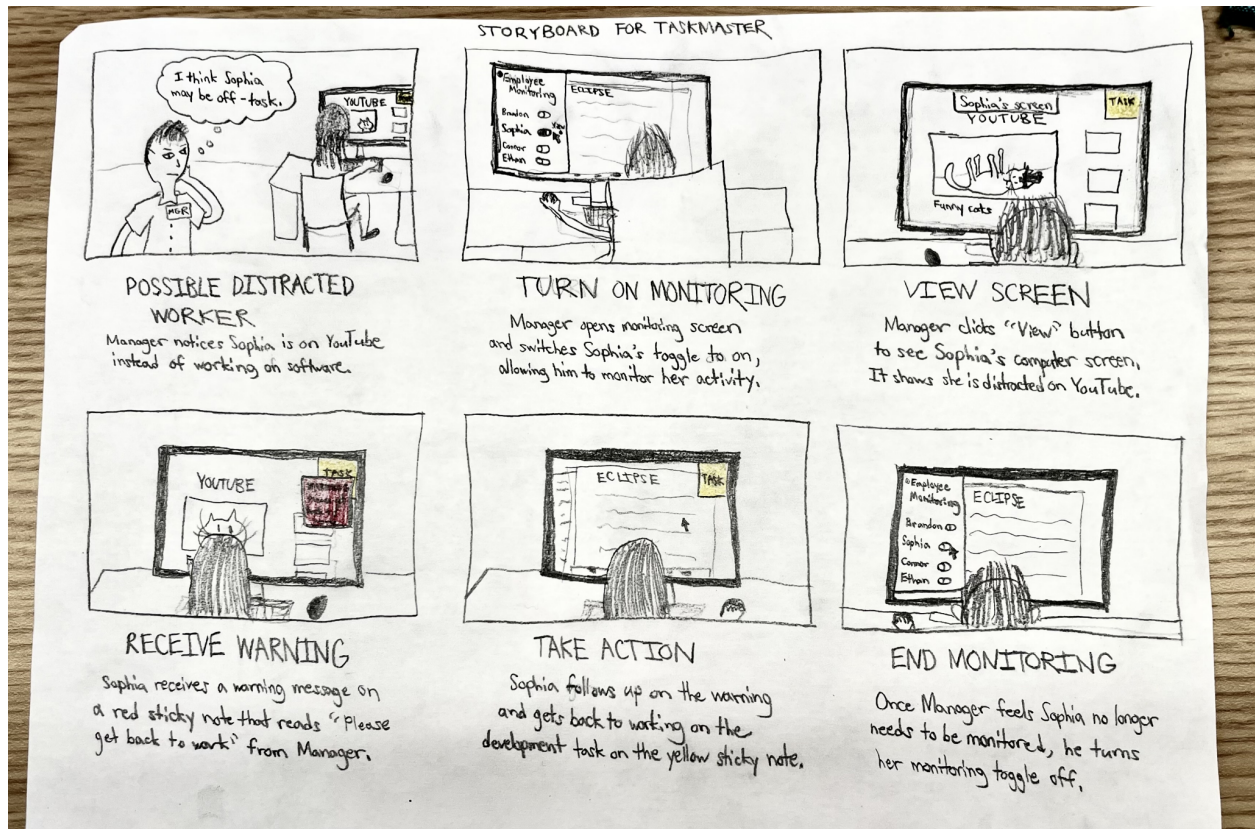 STORYBOARD FOR TASKMASTER
I think Sophia
may be off-task.
MGR
YOUTUBE
POSSIBLE DISTRACTED
WORKER
Manager notices Sophia is on YouTube
instead of working on software.
Employee
Monitoring
Brandon
Sophia
View
Connor
Ethan
ECLIPSE
TURN ON MONITORING
Manager opens monitoring screen
and switches Sophia's toggle to on,
allowing him to monitor her activity.
Sophia's screen
YOUTUBE
TASK
Funny cats
VIEW SCREEN
Manager clicks "View" button
to see Sophia's computer screen.
It shows she is distracted on YouTube.
YOUTUBE
TASK
RECEIVE WARNING
Sophia receives a warning message on
a red sticky note that reads "Please
get back to work" from Manager.
ECLIPSE
TASK
TAKE ACTION
Sophia follows up on the warning
and gets back to working on the
development task on the yellow sticky note.
Employee
Monitoring
Brandon
Sophia
Connor
Ethan
ECLIPSE
END MONITORING
Once Manager feels Sophia no longer
needs to be monitored, he turns
her monitoring toggle off.